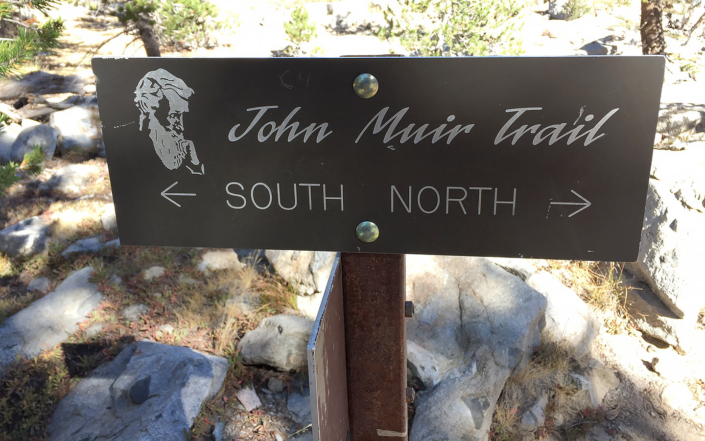 John Muir Trail
← SOUTH NORTH →